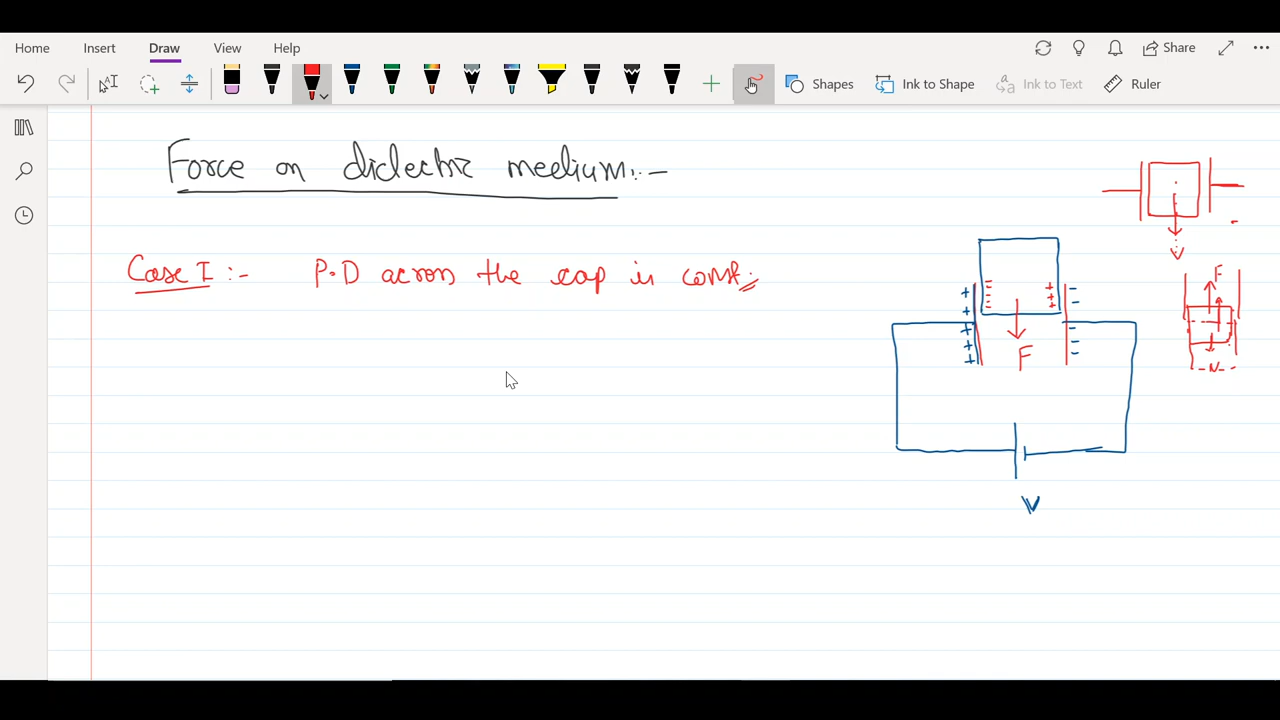 Home Insert Draw View Help
Share
Shapes Ink to Shape Ink to Text Ruler
Force on dielectric medium:-
Case I :- P.D across the cap is const.
+ + + + +
- - - -
+ + +
- - - - -
F
V
F